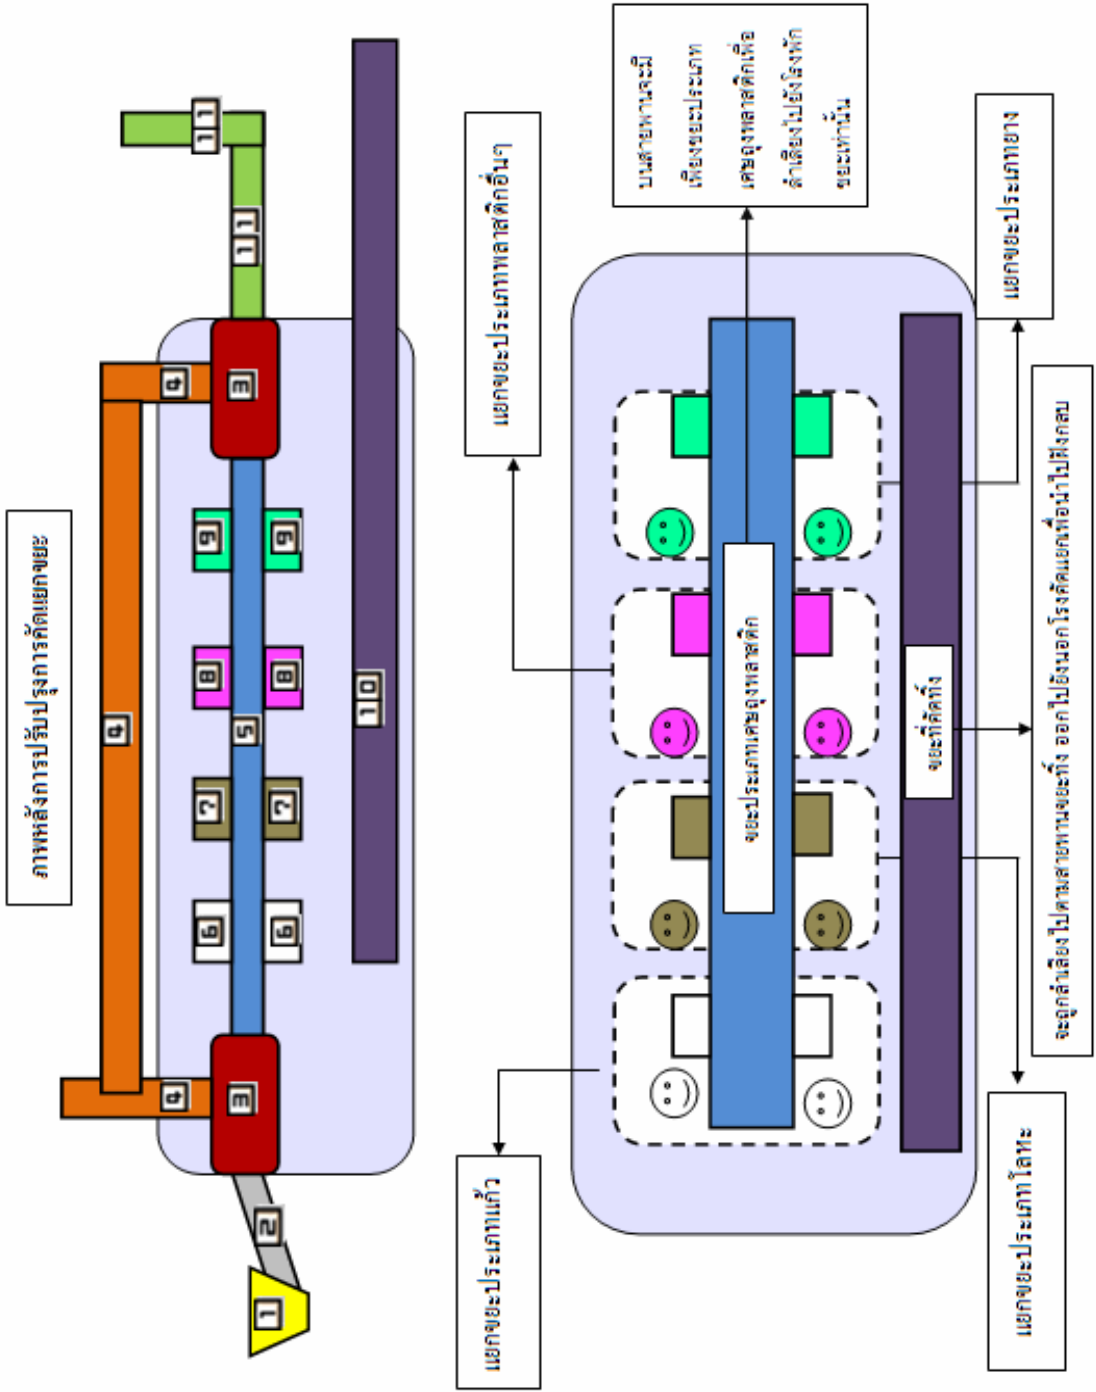 ภาพหลังการปรับปรุงการคัดแยกขยะ
4
4
4
1
2
3
6
7
8
9
5
6
7
8
9
3
11
11
10
แยกขยะประเภทแก้ว
แยกขยะประเภทพลาสติกอื่นๆ
บนสายพานจะมี
เพียงขยะประเภท
เศษถุงพลาสติกเพื่อ
ลำเลียงไปยังโรงพัก
ขยะเท่านั้น
ขยะประเภทเศษถุงพลาสติก
ขยะที่คัดทิ้ง
แยกขยะประเภทโลหะ
แยกขยะประเภทยาง
จะถูกลำเลียงไปตามสายพานขยะทิ้ง ออกไปยังนอกโรงคัดแยกเพื่อนำไปฝังกลบ